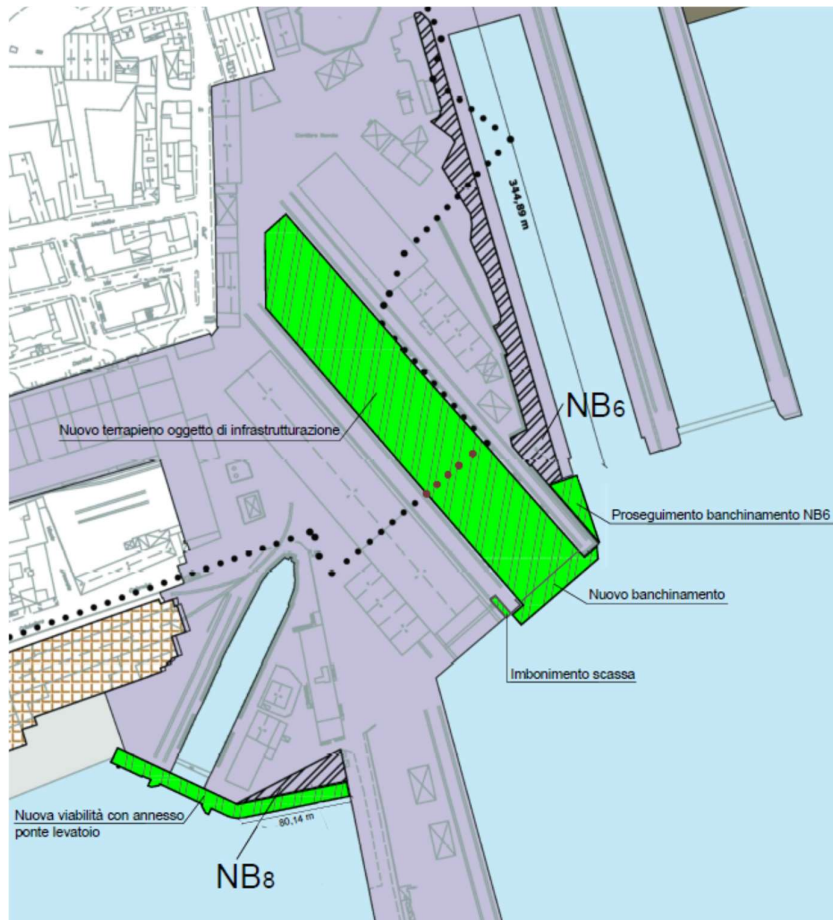 344,89 m
NB6
Nuovo terrapieno oggetto di infrastrutturazione
Proseguimento banchinamento NB6
Nuovo banchinamento
Imbonimento scassa
Nuova viabilità con annesso
ponte levatoio
80,14 m
NB8